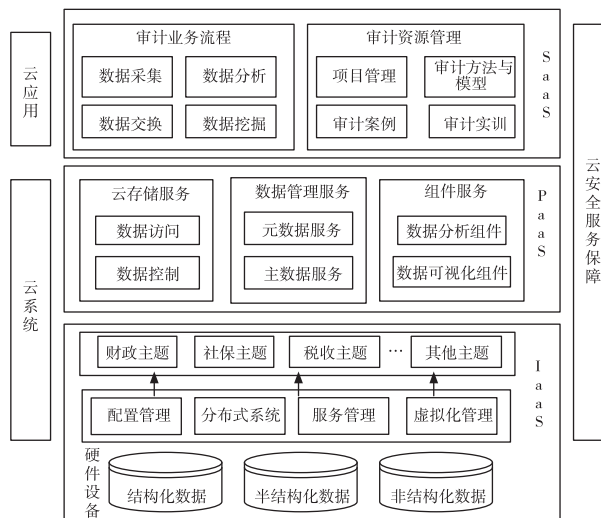 云应用
审计业务流程
数据采集
数据分析
数据交换
数据挖掘
审计资源管理
项目管理
审计方法与
模型
审计案例
审计实训
SaaS
云系统
云存储服务
数据访问
数据控制
数据管理服务
元数据服务
主数据服务
组件服务
数据分析组件
数据可视化组件
PaaS
财政主题
社保主题
税收主题
…
其他主题
配置管理
分布式系统
服务管理
虚拟化管理
IaaS
硬件设备
结构化数据
半结构化数据
非结构化数据
云安全服务保障